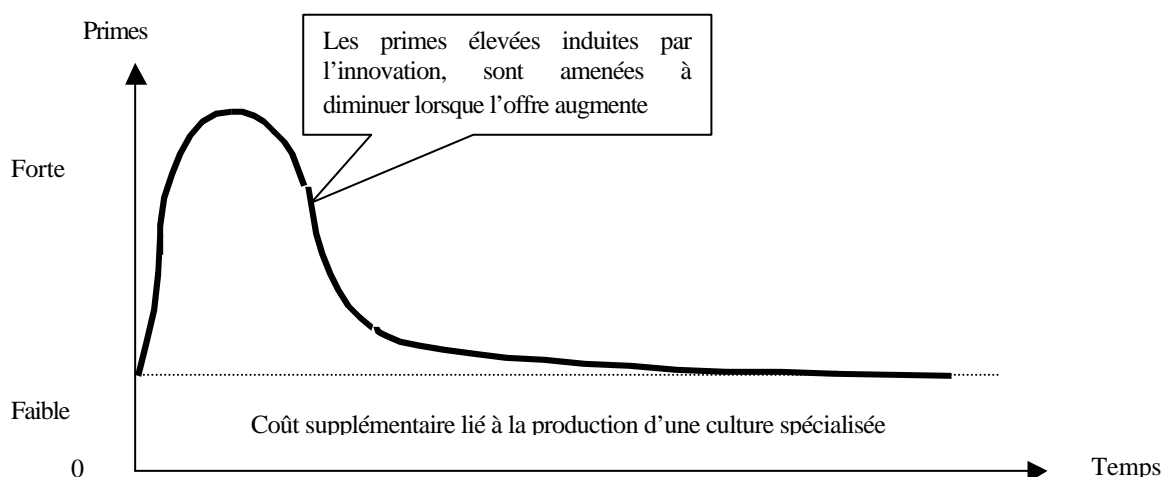 Primes
Les primes élevées induites par
l’innovation, sont amenées à
diminuer lorsque l’offre augmente
Forte
Faible
Coût supplémentaire lié à la production d’une culture spécialisée
0
Temps